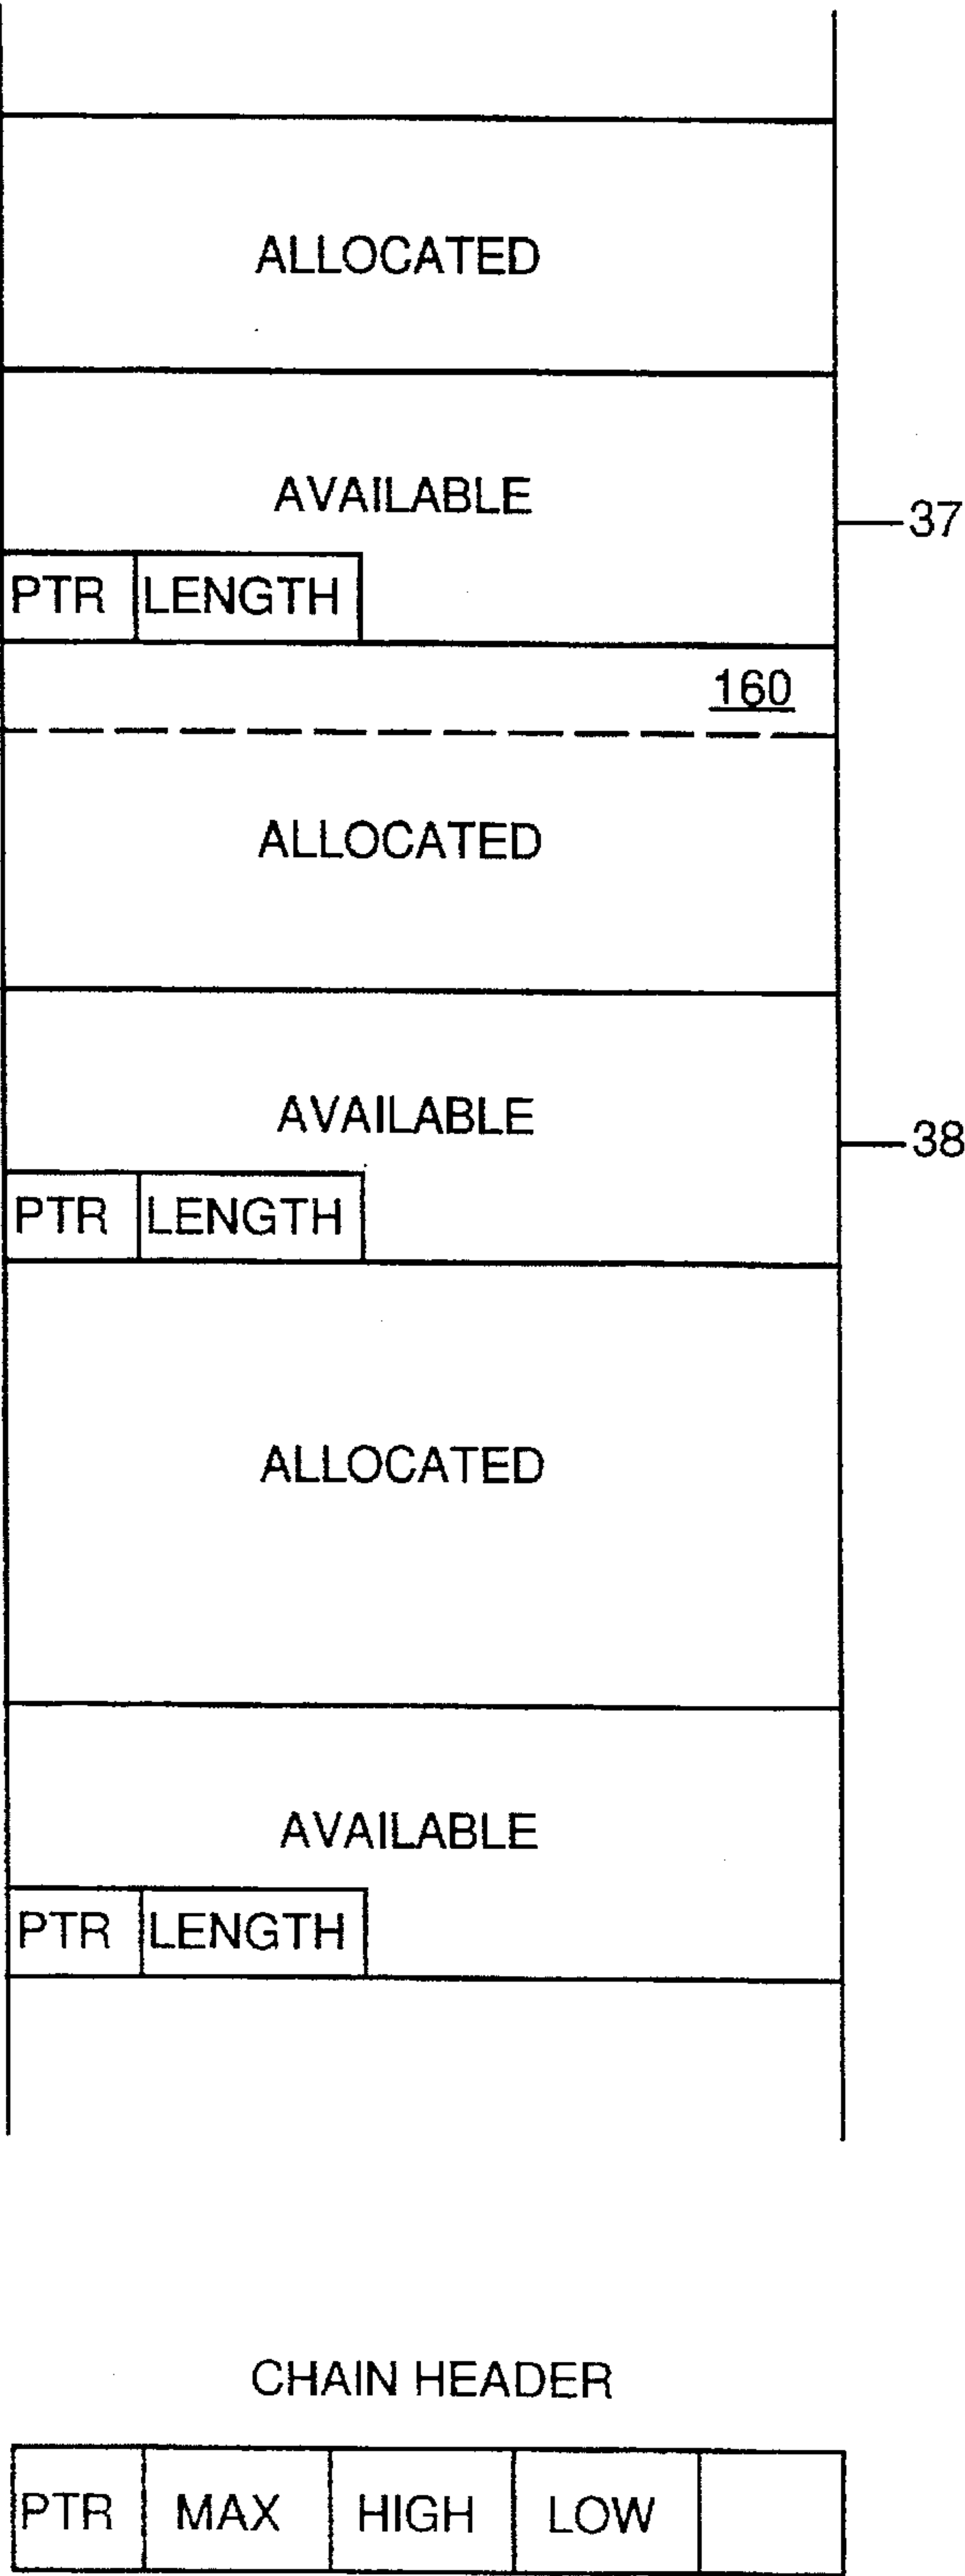 ALLOCATED
AVAILABLE
37
PTR LENGTH
160
ALLOCATED
AVAILABLE
38
PTR LENGTH
ALLOCATED
AVAILABLE
PTR LENGTH
CHAIN HEADER
PTR MAX HIGH LOW